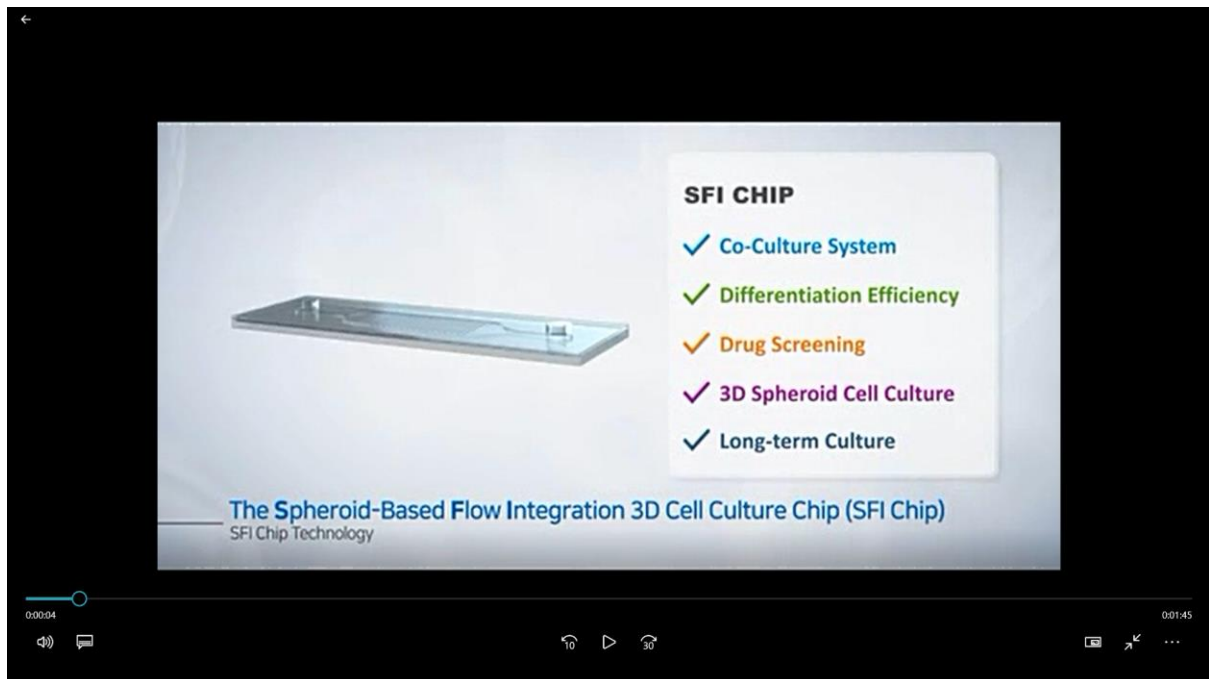 SFI CHIP
Co-Culture System
Differentiation Efficiency
Drug Screening
3D Spheroid Cell Culture
Long-term Culture
The Spheroid-Based Flow Integration 3D Cell Culture Chip (SFI Chip)
SFI Chip Technology
0:00:04
0:01:45
10
30